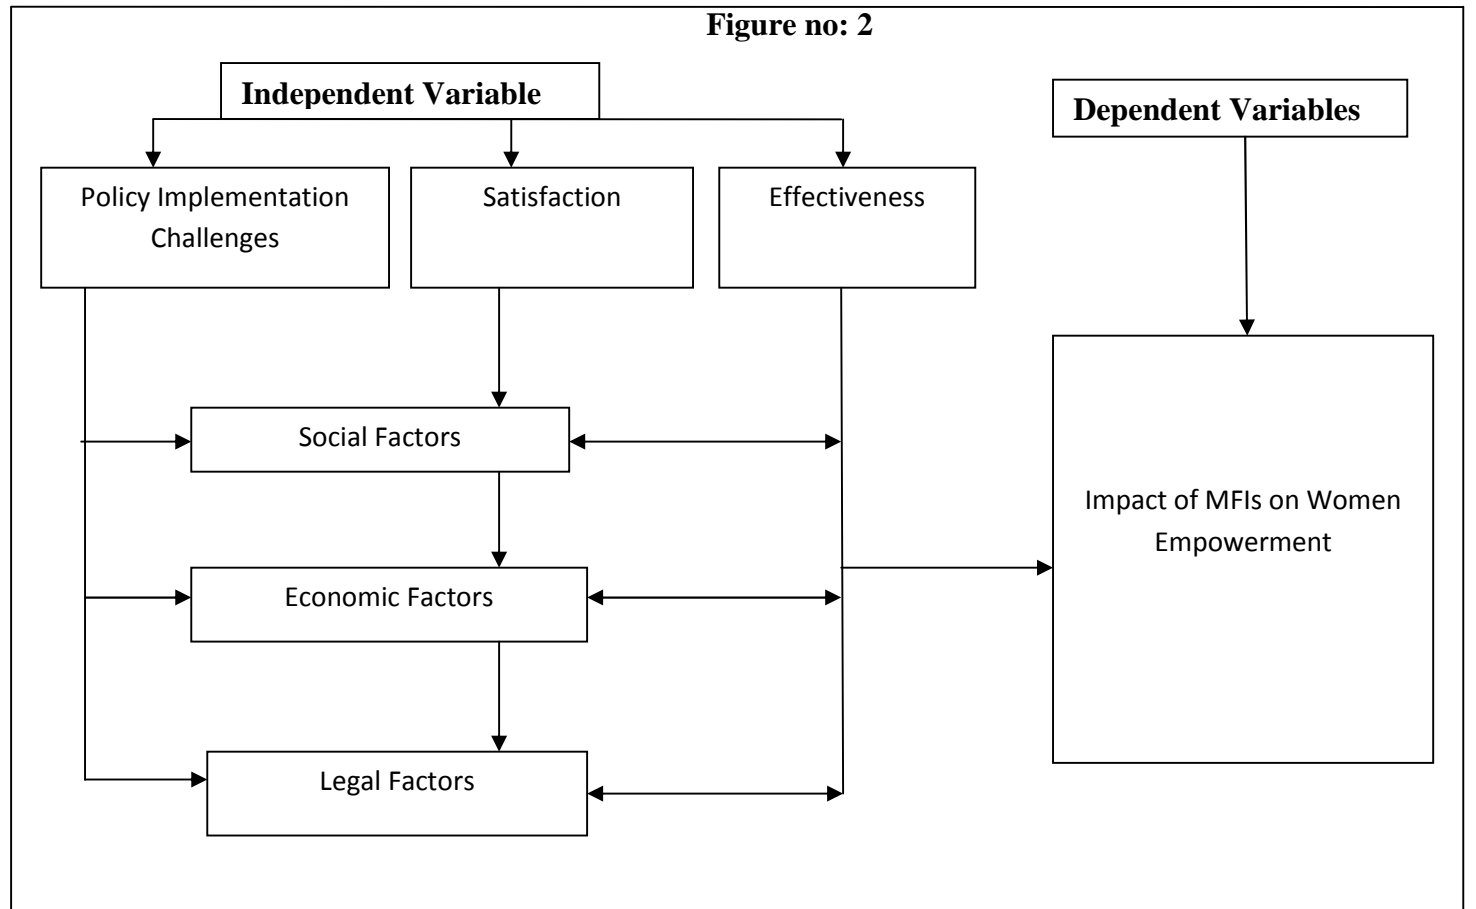 Figure no: 2
Independent Variable
Dependent Variables
Policy Implementation
Challenges
Satisfaction
Effectiveness
Social Factors
Impact of MFIs on Women
Empowerment
Economic Factors
Legal Factors